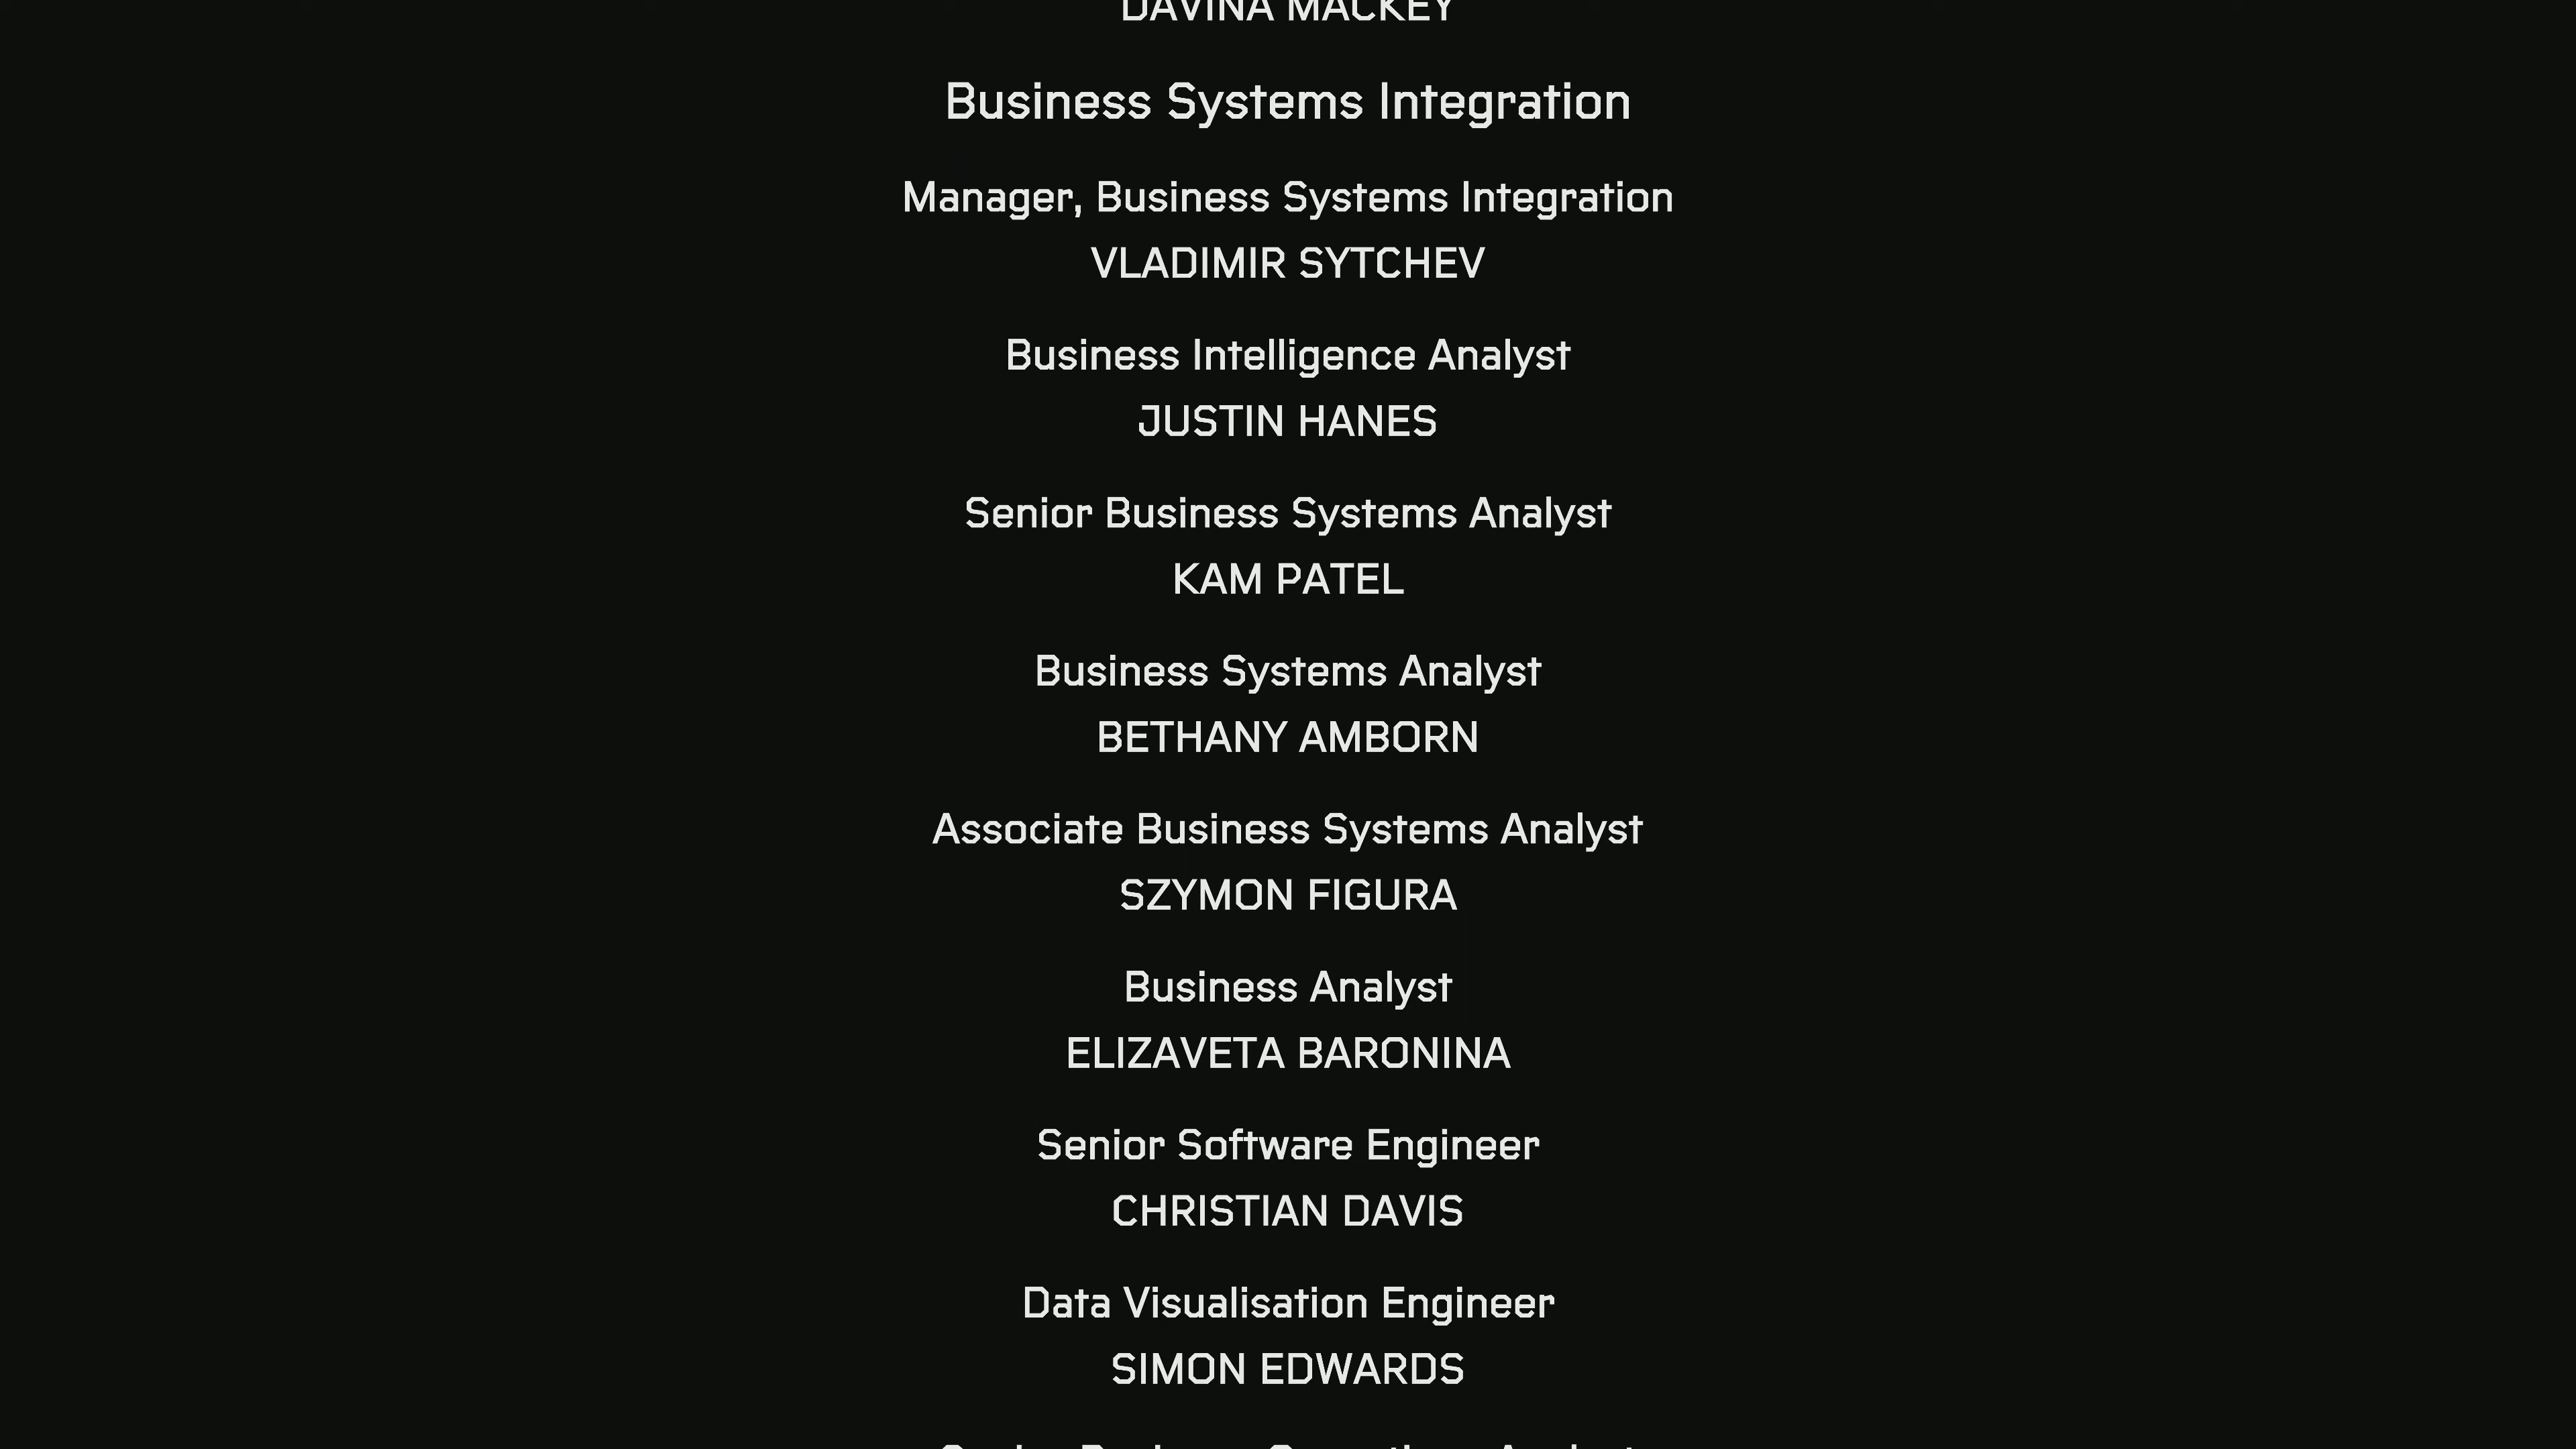 DAVINA MACKEY
Business Systems Integration
Manager, Business Systems Integration
VLADIMIR SYTCHEV
Business Intelligence Analyst
JUSTIN HANES
Senior Business Systems Analyst
KAM PATEL
Business Systems Analyst
BETHANY AMBORN
Associate Business Systems Analyst
SZYMON FIGURA
Business Analyst
ELIZAVETA BARONINA
Senior Software Engineer
CHRISTIAN DAVIS
Data Visualisation Engineer
SIMON EDWARDS